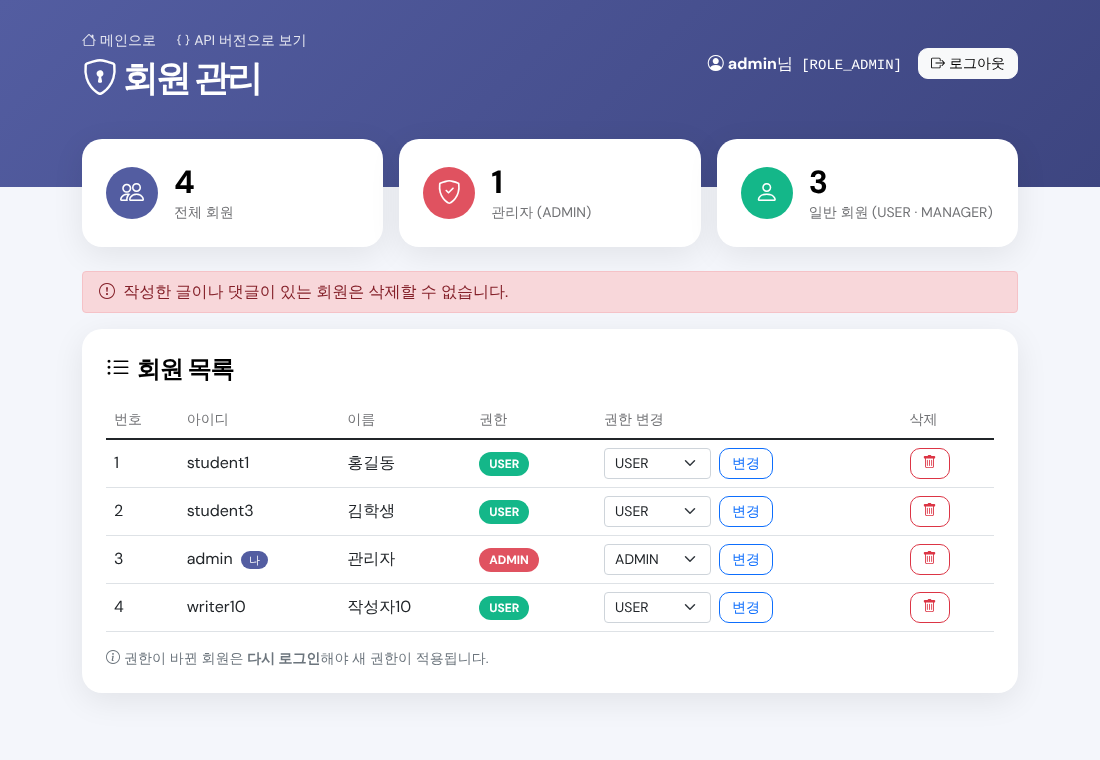 메인으로 {} API 버전으로 보기
회원 관리
admin님 [ROLE_ADMIN] 로그아웃
4
전체 회원
1
관리자 (ADMIN)
3
일반 회원 (USER · MANAGER)
작성한 글이나 댓글이 있는 회원은 삭제할 수 없습니다.
회원 목록
번호 아이디 이름 권한 권한 변경 삭제
1 student1 홍길동 USER USER 변경
2 student3 김학생 USER USER 변경
3 admin 나 관리자 ADMIN ADMIN 변경
4 writer10 작성자10 USER USER 변경
권한이 바뀐 회원은 다시 로그인해야 새 권한이 적용됩니다.